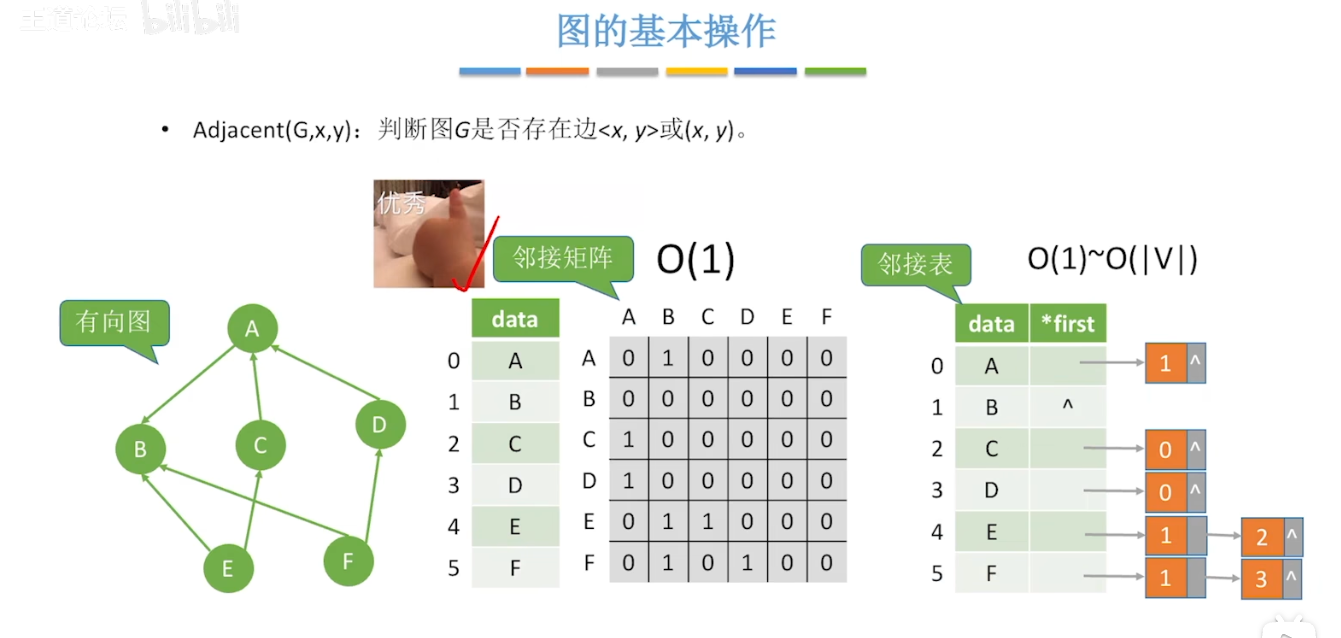 王道论坛 bilibili
图的基本操作
• Adjacent(G,x,y)：判断图G是否存在边<x, y>或(x, y)。
优秀
邻接矩阵 O(1)
邻接表 O(1)~O(|V|)
有向图
A
B
C
D
E
F
data
0 A
1 B
2 C
3 D
4 E
5 F
A B C D E F
A 0 1 0 0 0 0
B 0 0 0 0 0 0
C 1 0 0 0 0 0
D 1 0 0 0 0 0
E 0 1 1 0 0 0
F 0 1 0 1 0 0
data *first
0 A 1 ^
1 B ^
2 C 0 ^
3 D 0 ^
4 E 1 2 ^
5 F 1 3 ^